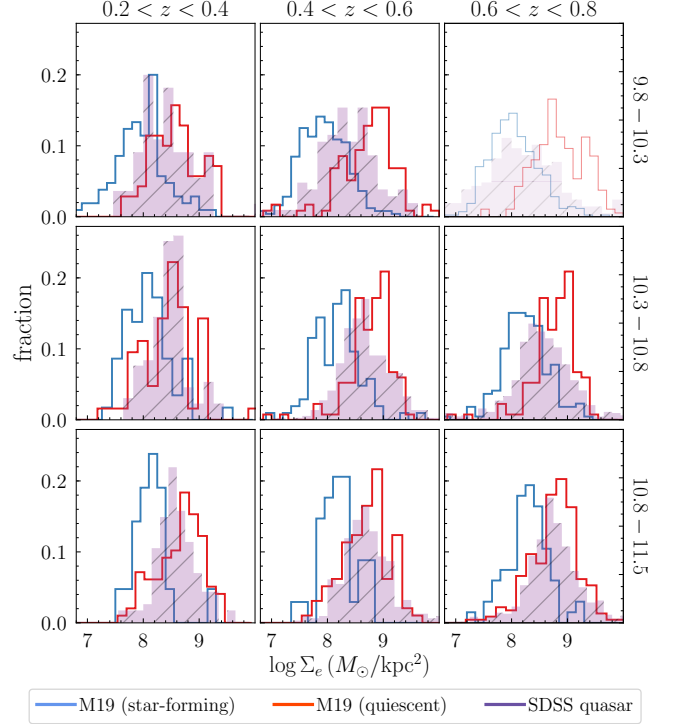 0.2 < z < 0.4 0.4 < z < 0.6 0.6 < z < 0.8
0.2
0.1
0.0
9.8 − 10.3
0.2
0.1
0.0
fraction
10.3 − 10.8
0.2
0.1
10.8 − 11.5
7 8 9 7 8 9 7 8 9
log Σₑ (M⊙/kpc²)
M19 (star-forming) M19 (quiescent) SDSS quasar